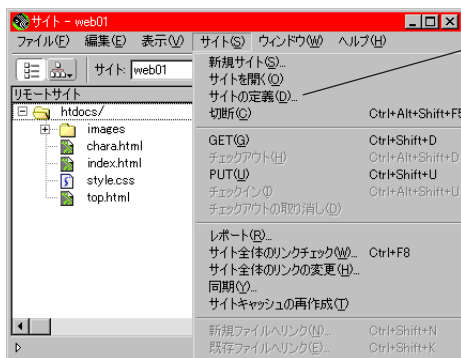 サイト - web01
ファイル(F) 編集(E) 表示(V) サイト(S) ウィンドウ(W) ヘルプ(H)
サイト: web01
リモートサイト
htdocs/
images
chara.html
index.html
style.css
top.html
新規サイト(S)...
サイトを開く(O)
サイトの定義(D)...
切断(C) Ctrl+Alt+Shift+F5
GET(G) Ctrl+Shift+D
チェックアウト(H) Ctrl+Alt+Shift+D
PUT(U) Ctrl+Shift+U
チェックイン(I) Ctrl+Alt+Shift+U
チェックアウトの取り消し(D)
レポート(R)...
サイト全体のリンクチェック(W)... Ctrl+F8
サイト全体のリンクの変更(H)...
同期(Y)...
サイトキャッシュの再作成(T)
新規ファイルへリンク(N)... Ctrl+Shift+N
既存ファイルへリンク(E)... Ctrl+Shift+K